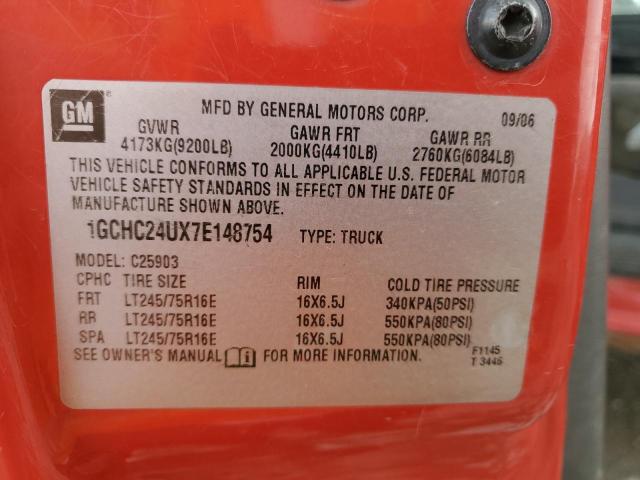 GM
MFD BY GENERAL MOTORS CORP. 09/06
GVWR GAWR FRT GAWR RR
4173KG(9200LB) 2000KG(4410LB) 2760KG(6084LB)
THIS VEHICLE CONFORMS TO ALL APPLICABLE U.S. FEDERAL MOTOR
VEHICLE SAFETY STANDARDS IN EFFECT ON THE DATE OF
MANUFACTURE SHOWN ABOVE.
1GCHC24UX7E148754 TYPE: TRUCK
MODEL: C25903
CPHC TIRE SIZE RIM COLD TIRE PRESSURE
FRT LT245/75R16E 16X6.5J 340KPA(50PSI)
RR LT245/75R16E 16X6.5J 550KPA(80PSI)
SPA LT245/75R16E 16X6.5J 550KPA(80PSI)
SEE OWNER'S MANUAL FOR MORE INFORMATION.
F1145
T 3446